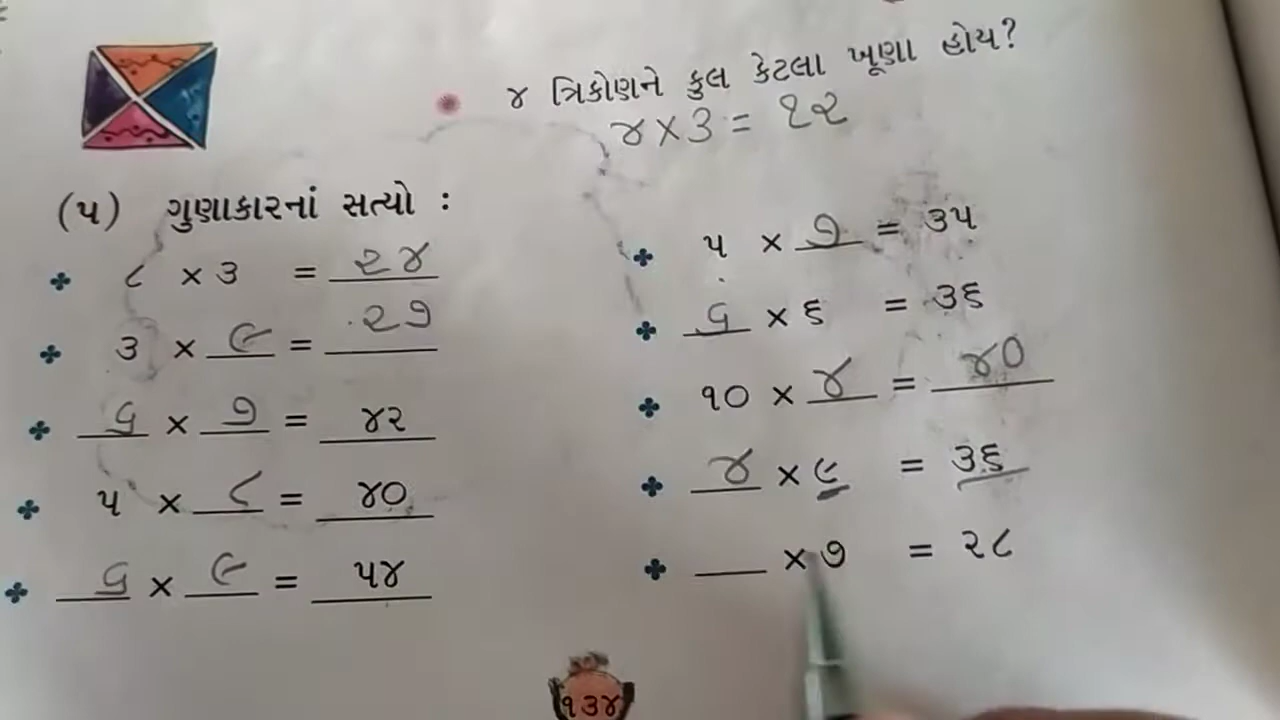 ૪ ત્રિકોણને કુલ કેટલા ખૂણા હોય?
૪ × ૩ = ૧૨
(૫) ગુણાકારનાં સત્યો :
૮ × ૩ = ૨૪
૩ × ૯ = ૨૭
૬ × ૭ = ૪૨
૫ × ૮ = ૪૦
૬ × ૯ = ૫૪
૫ × ૭ = ૩૫
૬ × ૬ = ૩૬
૧૦ × ૪ = ૪૦
૪ × ૯ = ૩૬
___ × ૭ = ૨૮
૧૩૪